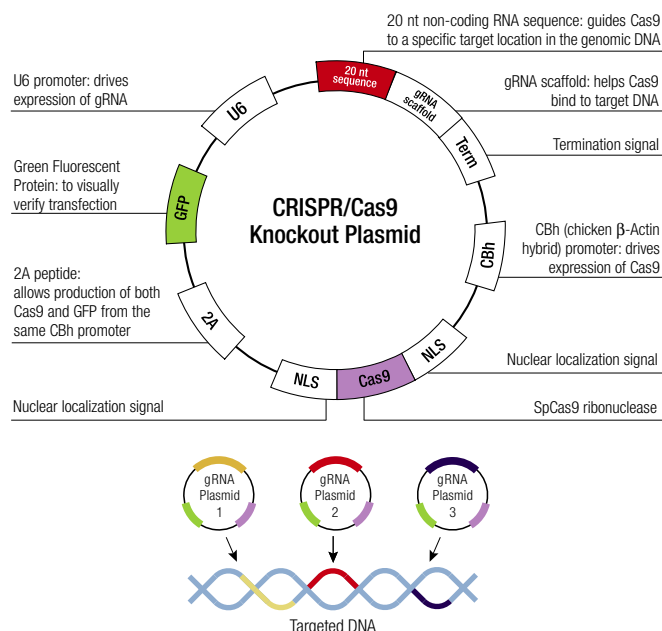 20 nt non-coding RNA sequence: guides Cas9
to a specific target location in the genomic DNA
20 nt
sequence
gRNA
scaffold
Term
U6
U6 promoter: drives
expression of gRNA
gRNA scaffold: helps Cas9
bind to target DNA
Termination signal
Green Fluorescent
Protein: to visually
verify transfection
GFP
CRISPR/Cas9
Knockout Plasmid
CBh
CBh (chicken β-Actin
hybrid) promoter: drives
expression of Cas9
2A peptide:
allows production of both
Cas9 and GFP from the
same CBh promoter
2A
NLS
Cas9
NLS
Nuclear localization signal
Nuclear localization signal
SpCas9 ribonuclease
gRNA
Plasmid
1
gRNA
Plasmid
2
gRNA
Plasmid
3
Targeted DNA